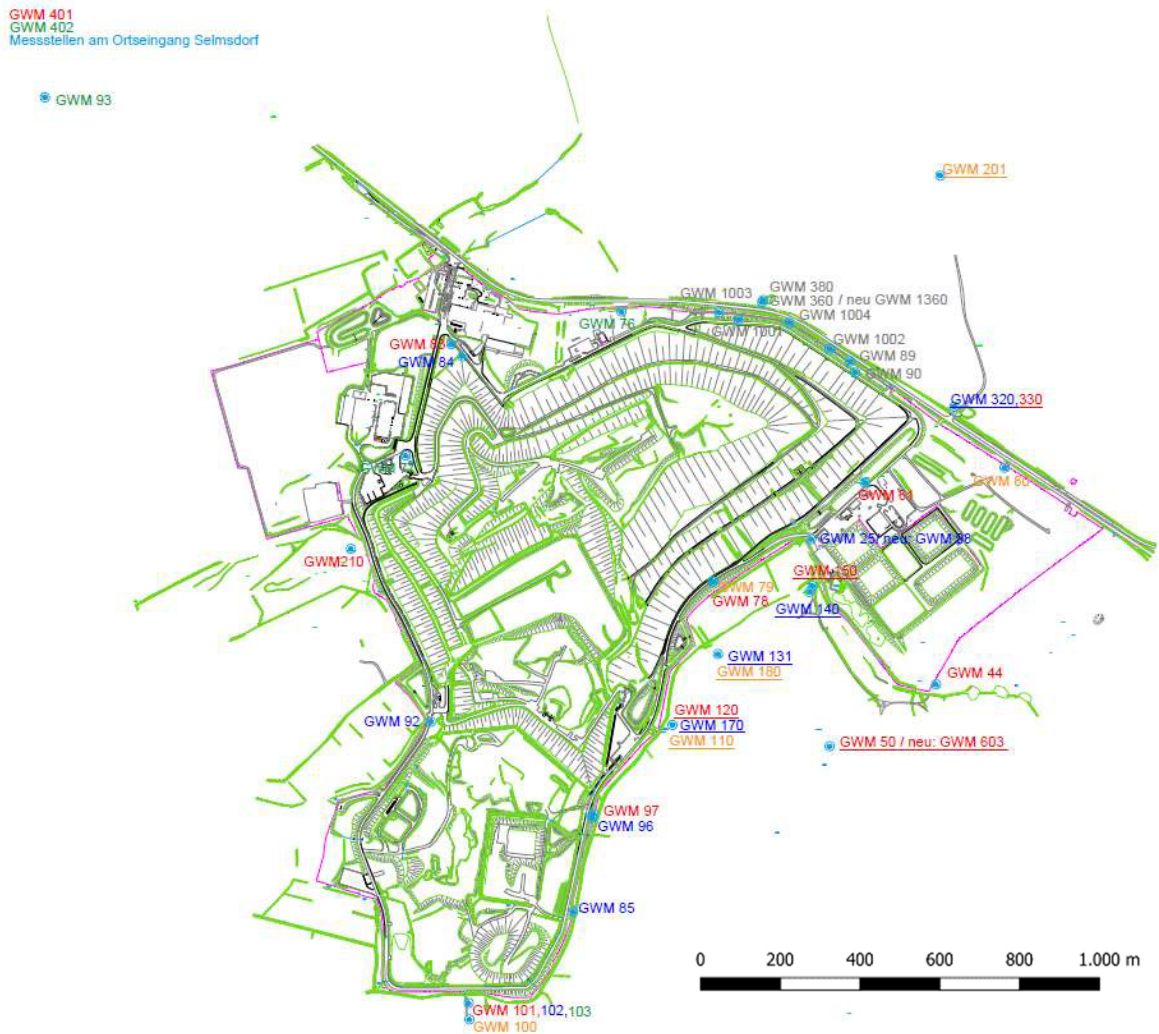 GWM 401
GWM 402
Messstellen am Ortseingang Selmsdorf
GWM 93
GWM 201
GWM 380
GWM 1003
GWM 360 / neu GWM 1360
GWM 76
GWM 1001
GWM 1004
GWM 83
GWM 1002
GWM 84
GWM 89
GWM 90
GWM 320,330
GWM 80
GWM 81
GWM 25/ neu: GWM 88
GWM210
GWM 150
GWM 79
GWM 78
GWM 140
GWM 131
GWM 180
GWM 44
GWM 120
GWM 92
GWM 170
GWM 110
GWM 50 / neu: GWM 603
GWM 97
GWM 96
GWM 85
0 200 400 600 800 1.000 m
GWM 101,102,103
GWM 100